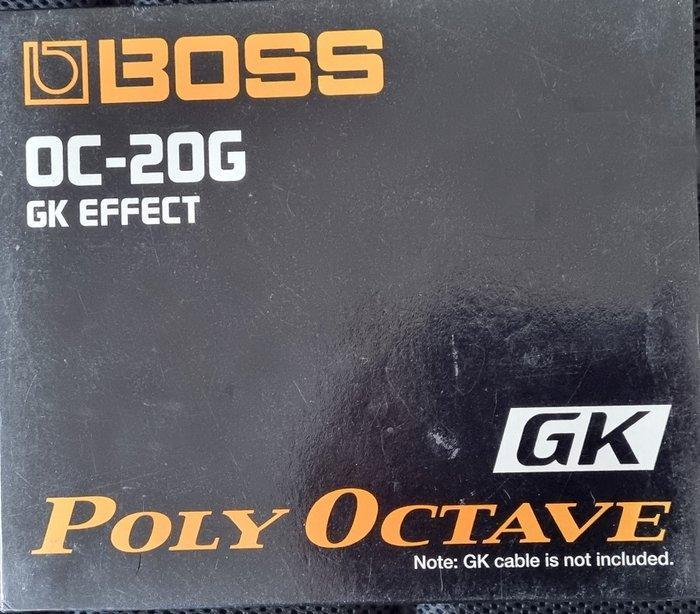 BOSS
OC-20G
GK EFFECT
GK
POLY OCTAVE
Note: GK cable is not included.